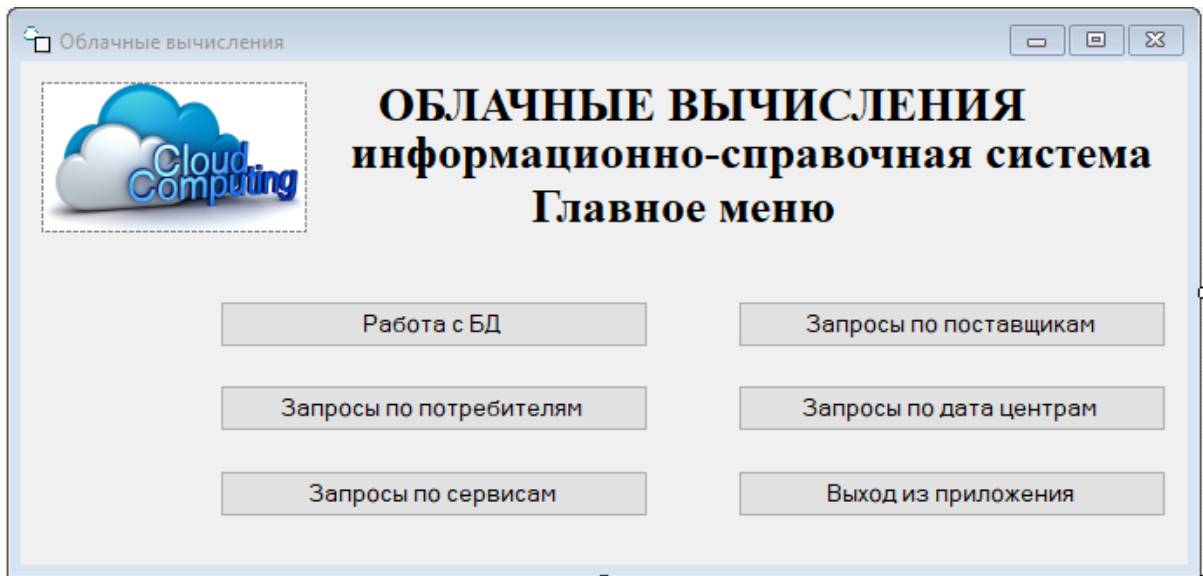 Облачные вычисления
Cloud
Computing
ОБЛАЧНЫЕ ВЫЧИСЛЕНИЯ
информационно-справочная система
Главное меню
Работа с БД
Запросы по поставщикам
Запросы по потребителям
Запросы по дата центрам
Запросы по сервисам
Выход из приложения